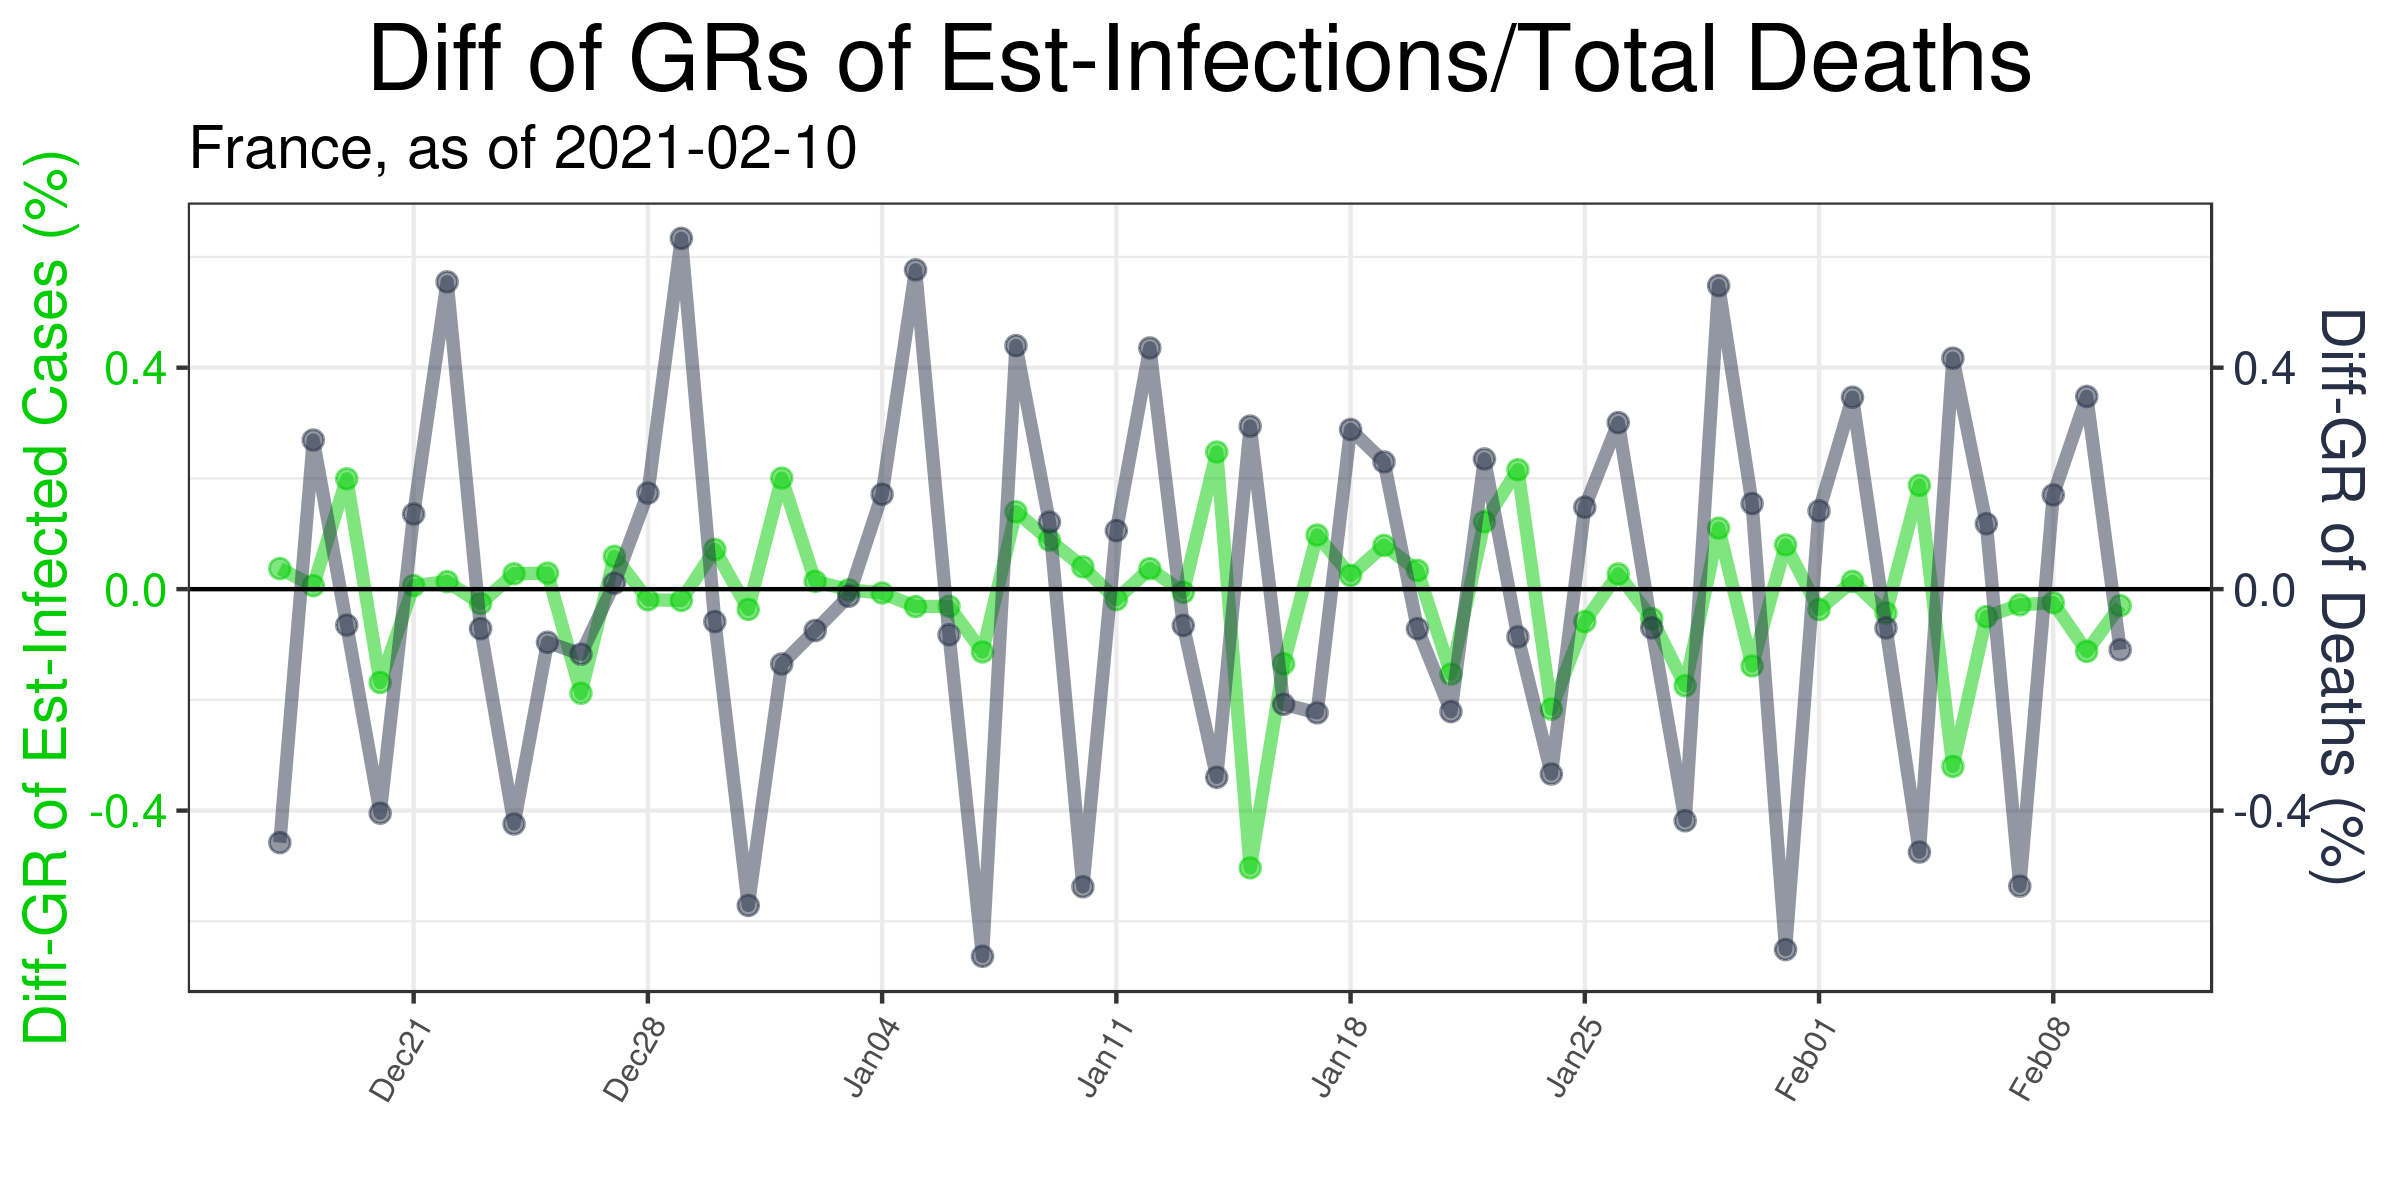 Diff of GRs of Est-Infections/Total Deaths
France, as of 2021-02-10
Diff-GR of Est-Infected Cases (%)
0.4
0.0
-0.4
0.4
0.0
-0.4
Diff-GR of Deaths (%)
Dec21
Dec28
Jan04
Jan11
Jan18
Jan25
Feb01
Feb08